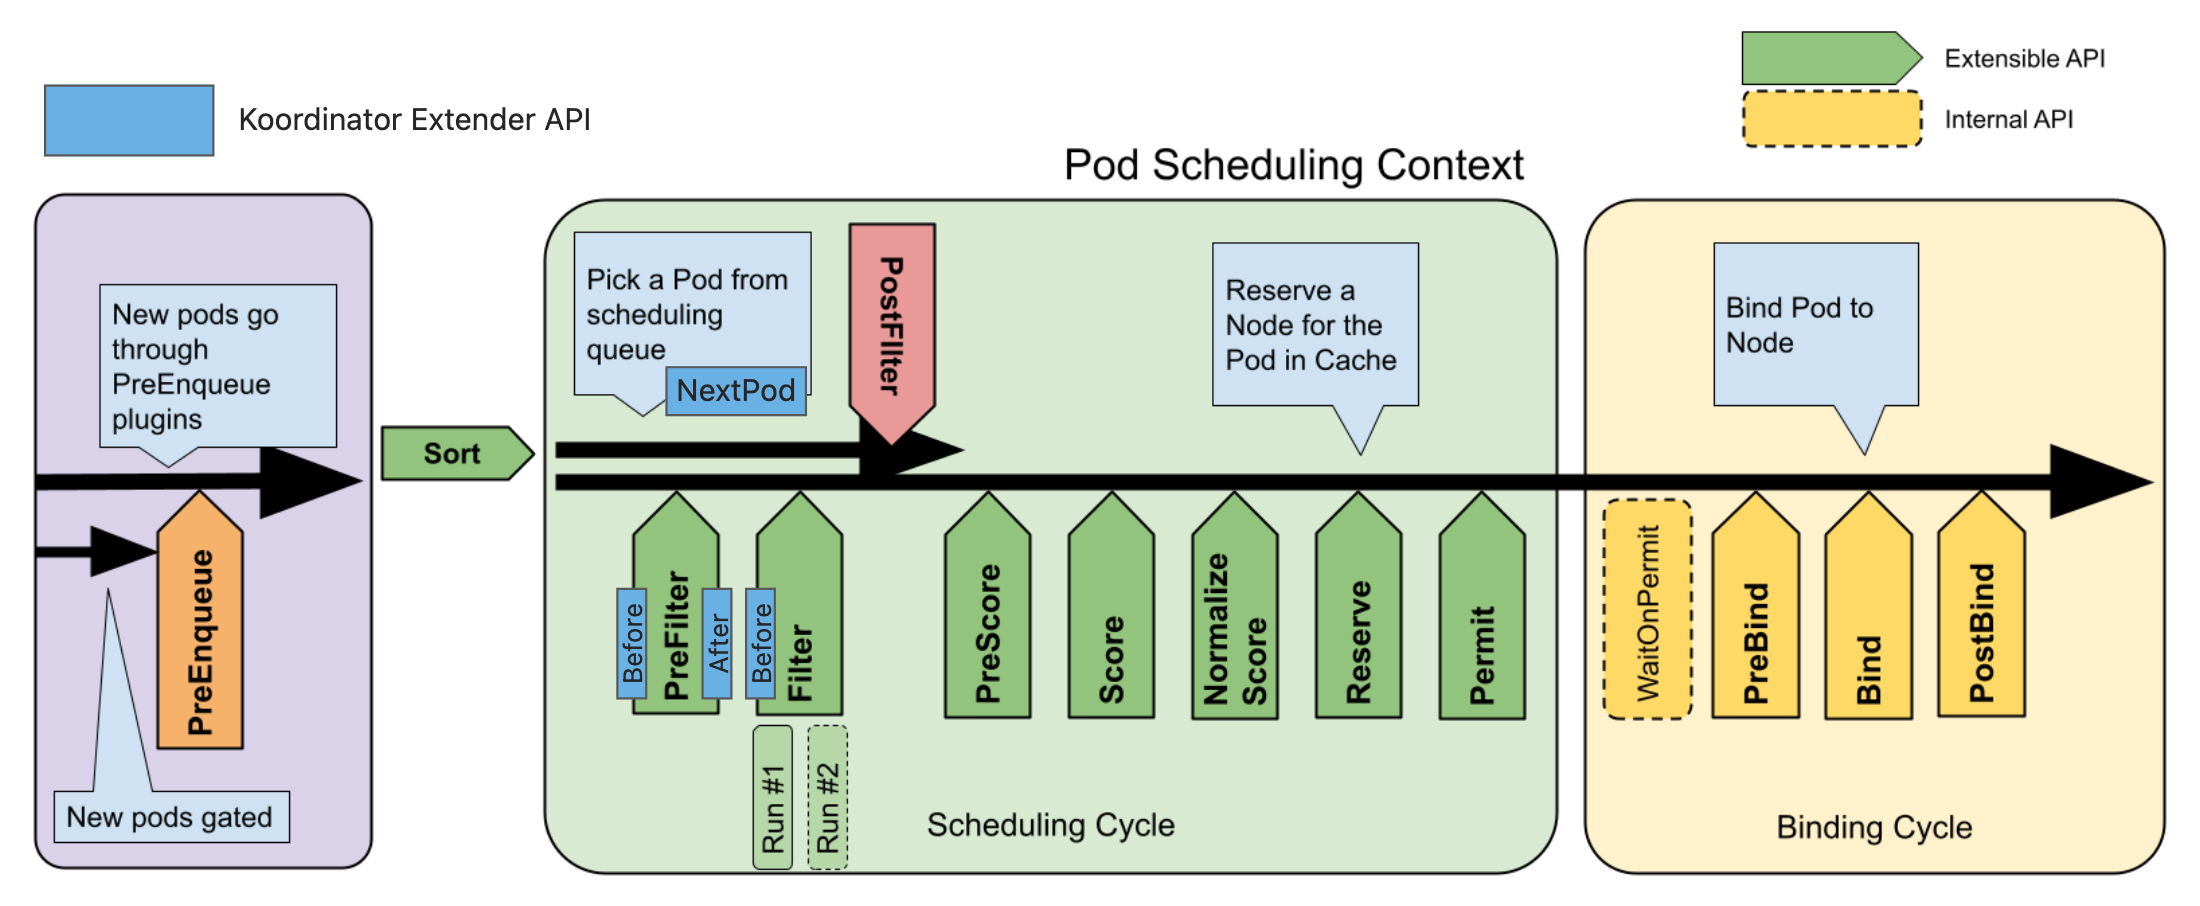 Extensible API
Internal API
Koordinator Extender API
Pod Scheduling Context
New pods go
through
PreEnqueue
plugins
PreEnqueue
New pods gated
Sort
Pick a Pod from
scheduling
queue
NextPod
PostFIlter
Reserve a
Node for the
Pod in Cache
Before
PreFilter
After
Before
Filter
Run #1
Run #2
PreScore
Score
Normalize
Score
Reserve
Permit
Scheduling Cycle
Bind Pod to
Node
WaitOnPermit
PreBind
Bind
PostBind
Binding Cycle